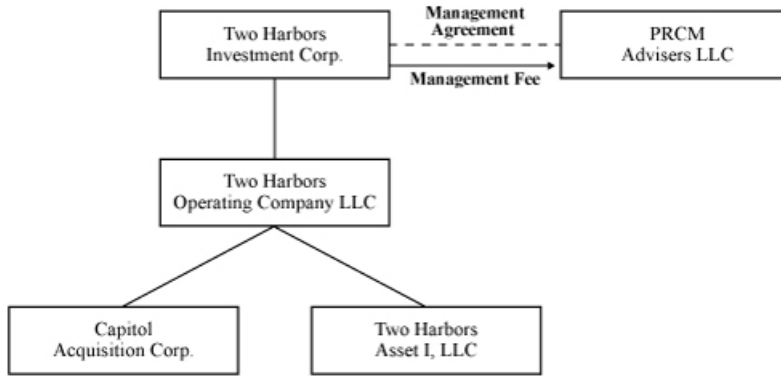 Two Harbors
Investment Corp.
Management
Agreement
Management Fee
PRCM
Advisers LLC
Two Harbors
Operating Company LLC
Capitol
Acquisition Corp.
Two Harbors
Asset I, LLC